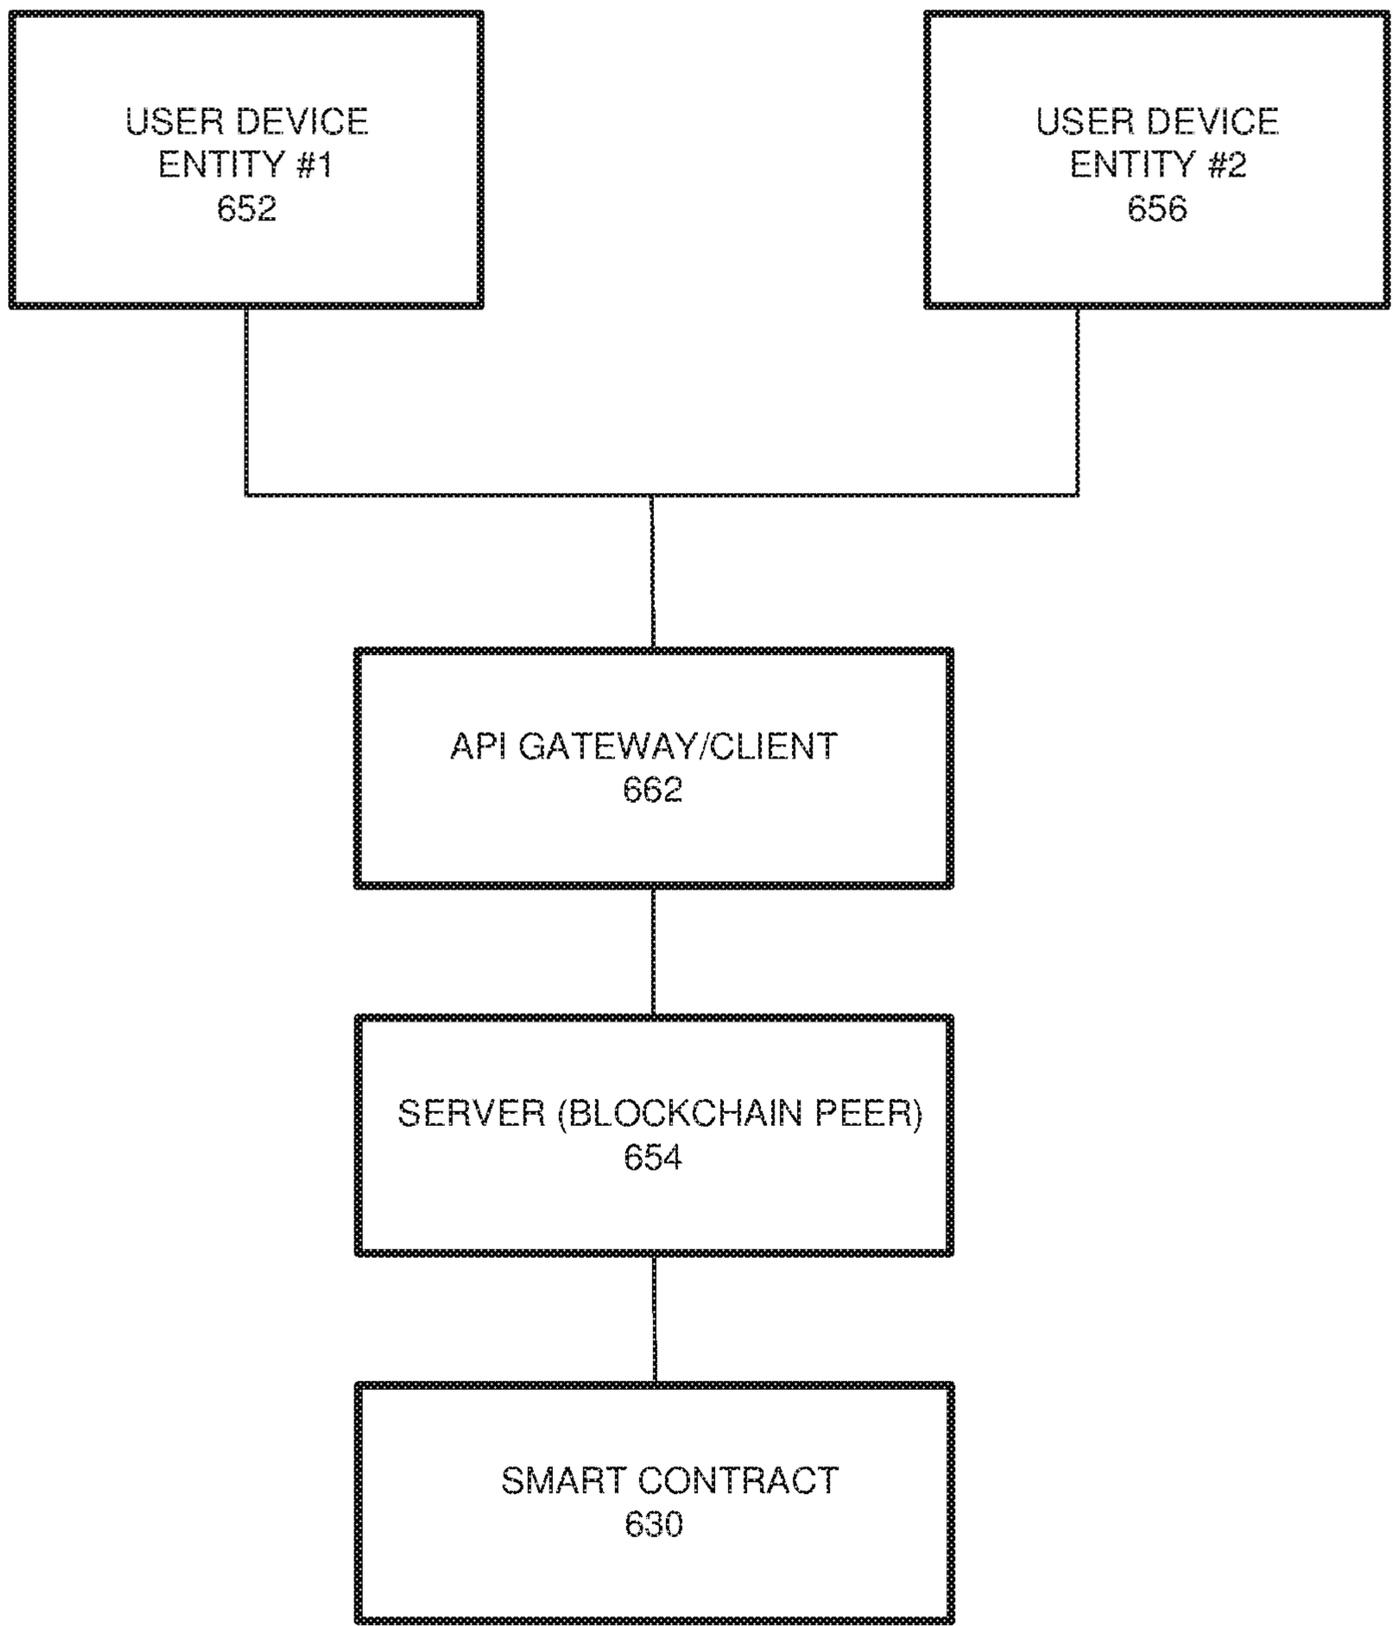 USER DEVICE
ENTITY #1
652
USER DEVICE
ENTITY #2
656
API GATEWAY/CLIENT
662
SERVER (BLOCKCHAIN PEER)
654
SMART CONTRACT
630